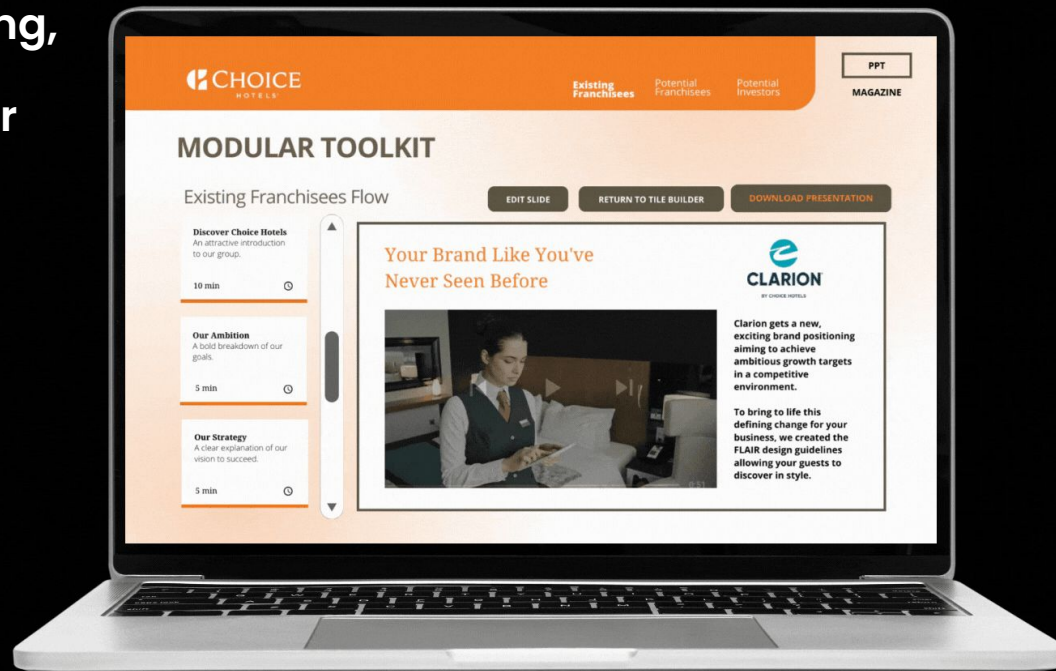 ng,
r
CHOICE
HOTELS
Existing
Franchisees
Potential
Franchisees
Potential
Investors
PPT
MAGAZINE
MODULAR TOOLKIT
Existing Franchisees Flow
EDIT SLIDE
RETURN TO TILE BUILDER
DOWNLOAD PRESENTATION
Discover Choice Hotels
An attractive introduction
to our group.
10 min
Our Ambition
A bold breakdown of our
goals.
5 min
Our Strategy
A clear explanation of our
vision to succeed.
5 min
Your Brand Like You've
Never Seen Before
0:51
CLARION
BY CHOICE HOTELS
Clarion gets a new,
exciting brand positioning
aiming to achieve
ambitious growth targets
in a competitive
environment.
To bring to life this
defining change for your
business, we created the
FLAIR design guidelines
allowing your guests to
discover in style.